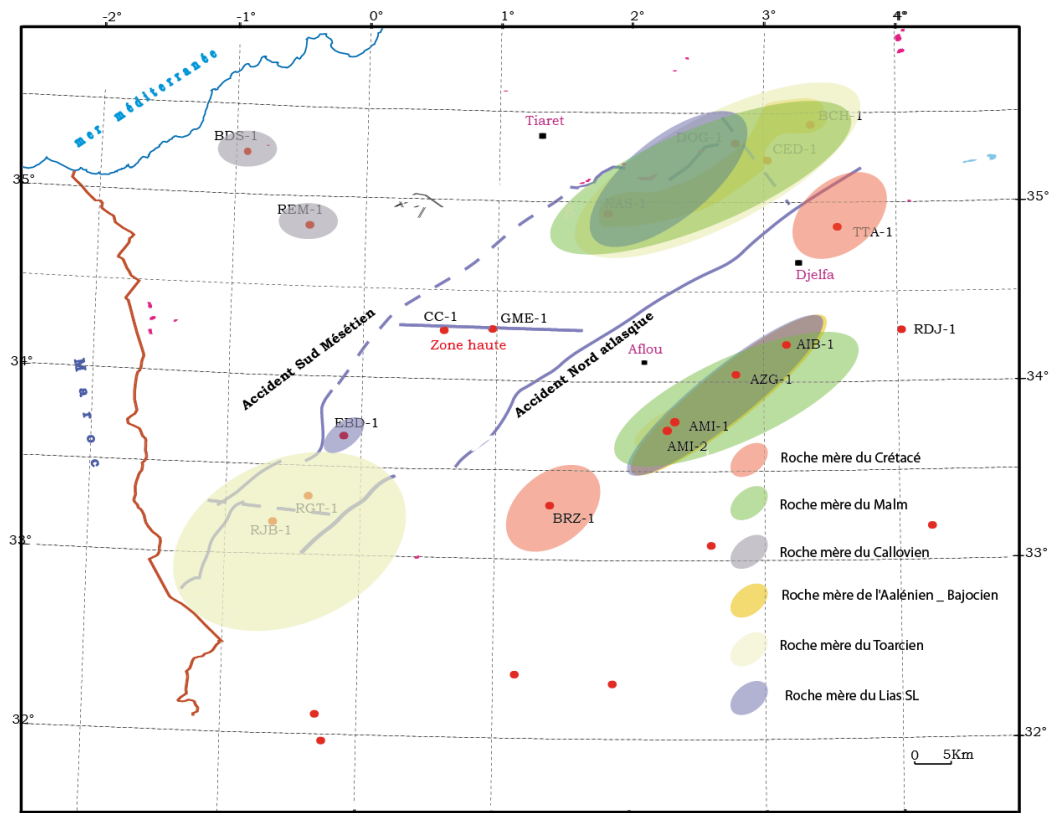 -2°
-1°
0°
1°
2°
3°
4°
mer méditerranée
BDS-1
Tiaret
DOG-1
BCH-1
CED-1
35°
35°
REM-1
FAS-1
TTA-1
Djelfa
CC-1
GME-1
RDJ-1
Zone haute
Accident Sud Mésétien
Accident Nord atlasqiue
Aflou
AIB-1
34°
34°
AZG-1
Maroc
EBD-1
AMI-1
AMI-2
Roche mère du Crétacé
RGT-1
RJB-1
BRZ-1
Roche mère du Malm
33°
33°
Roche mère du Callovien
Roche mère de l'Aalénien _ Bajocien
Roche mère du Toarcien
Roche mère du Lias SL
32°
32°
0 5Km